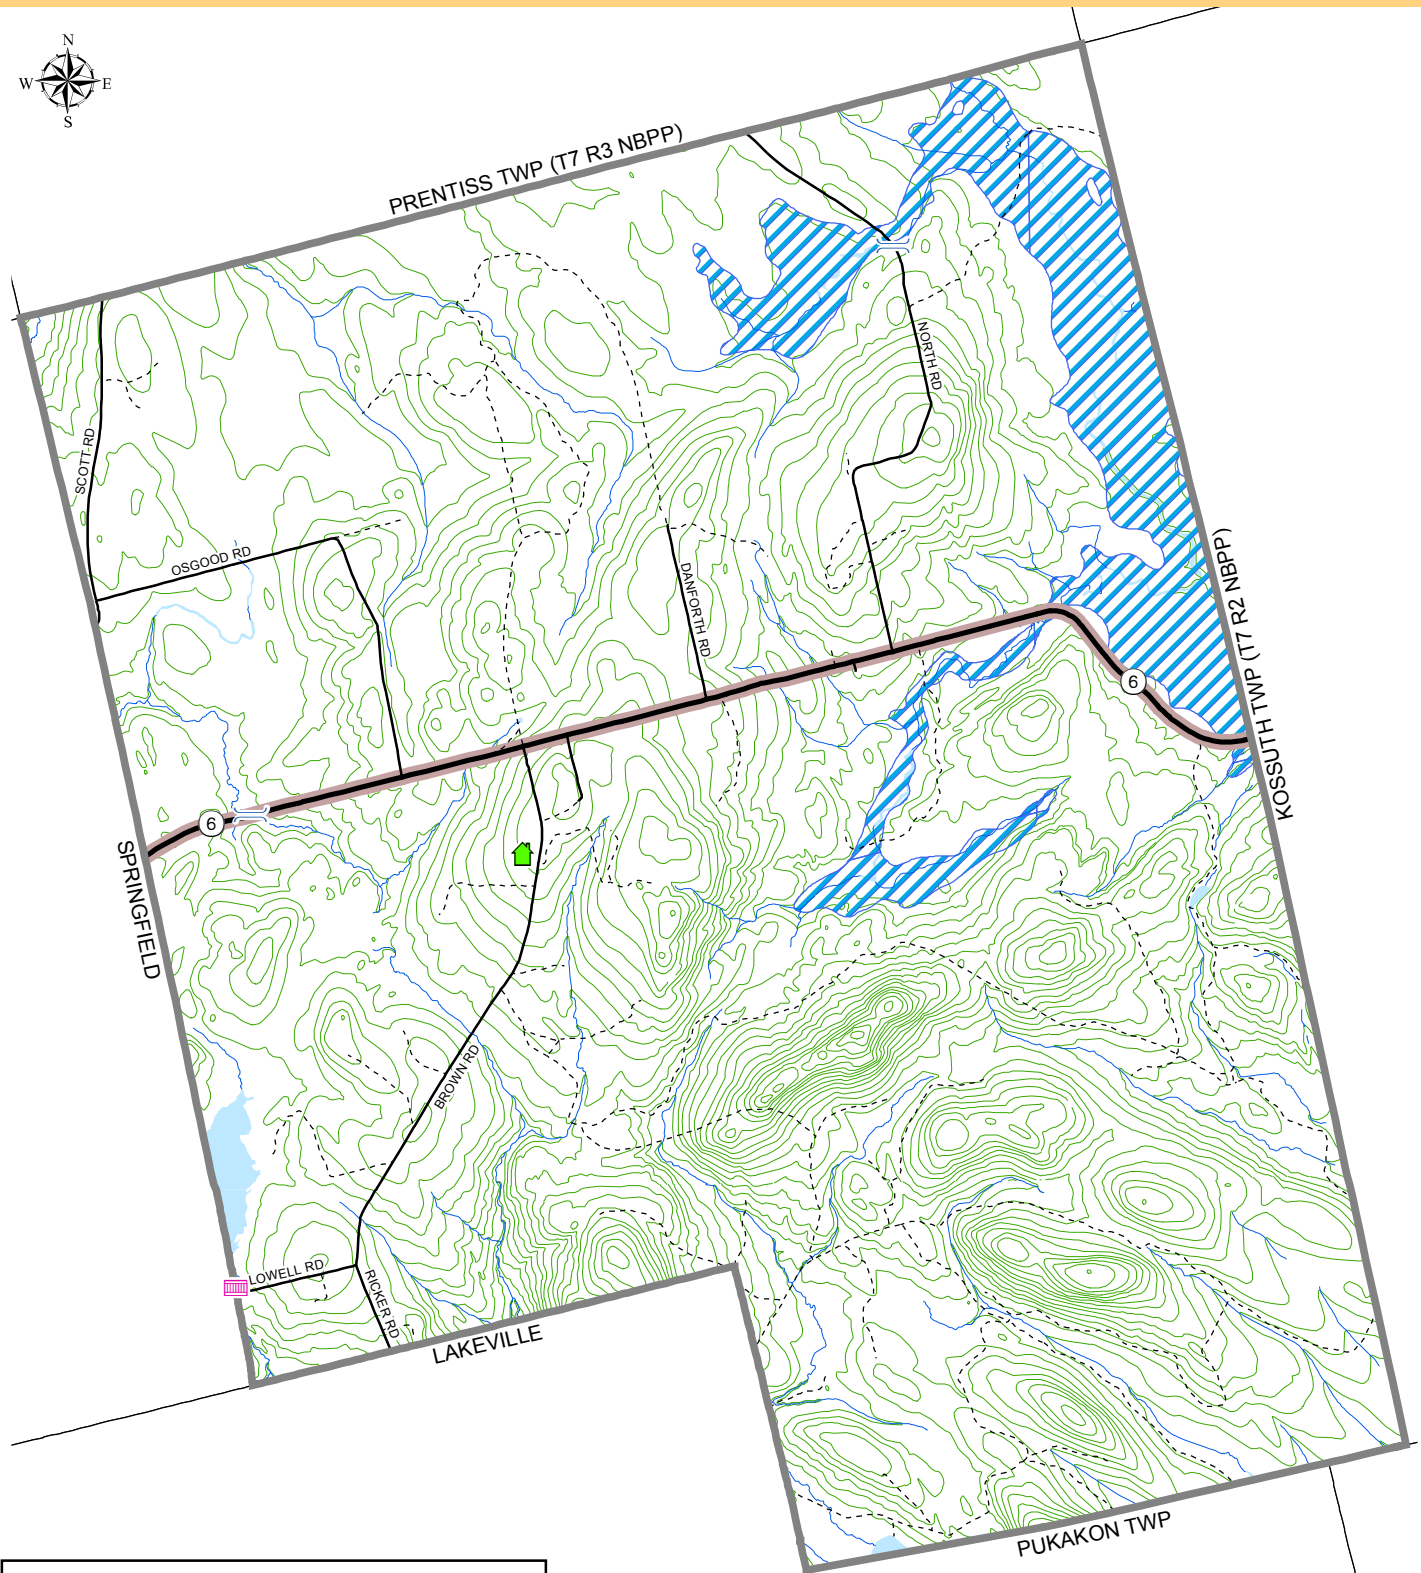 N
W E
S
PRENTISS TWP (T7 R3 NBPP)
NORTH RD
SCOTT RD
OSGOOD RD
DANFORTH RD
KOSSUTH TWP (T7 R2 NBPP)
6
6
SPRINGFIELD
BROWN RD
LOWELL RD
RICKER RD
LAKEVILLE
PUKAKON TWP